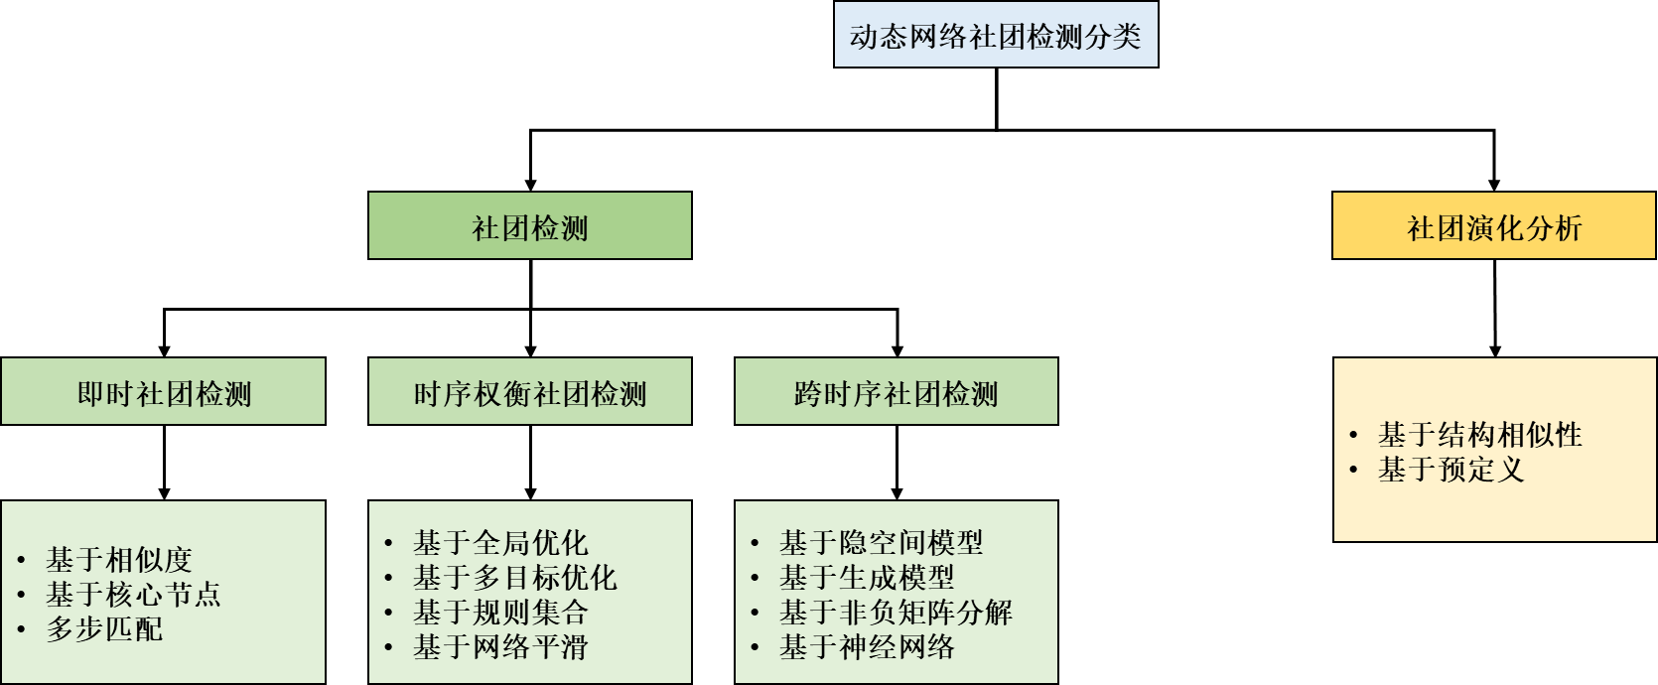 动态网络社团检测分类
社团检测
社团演化分析
即时社团检测
时序权衡社团检测
跨时序社团检测
• 基于相似度
• 基于核心节点
• 多步匹配
• 基于全局优化
• 基于多目标优化
• 基于规则集合
• 基于网络平滑
• 基于隐空间模型
• 基于生成模型
• 基于非负矩阵分解
• 基于神经网络
• 基于结构相似性
• 基于预定义